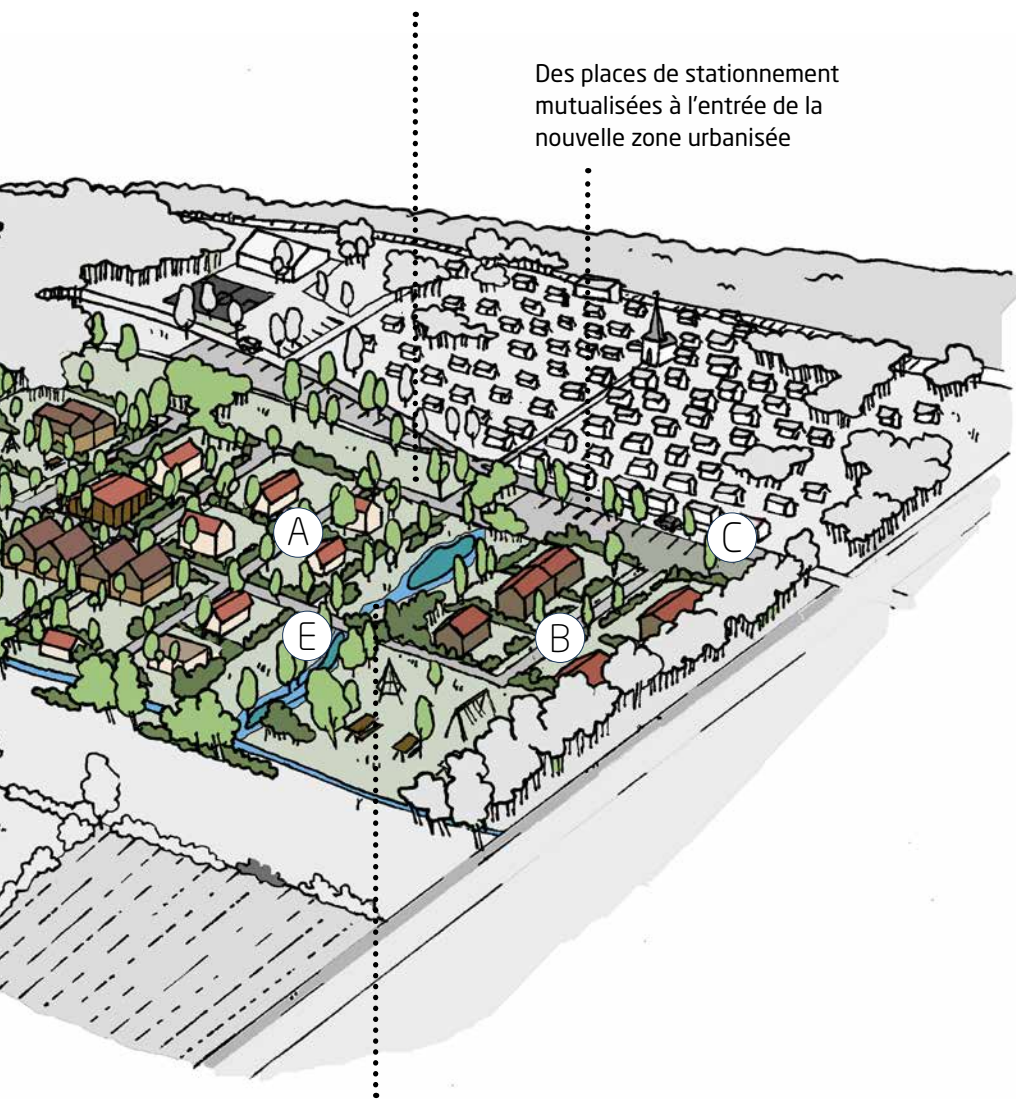 Des places de stationnement
mutualisées à l'entrée de la
nouvelle zone urbanisée
A
C
E
B